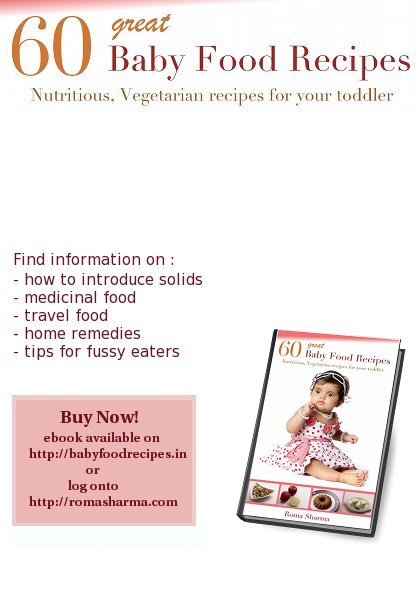 60 great
Baby Food Recipes
Nutritious, Vegetarian recipes for your toddler
Find information on :
- how to introduce solids
- medicinal food
- travel food
- home remedies
- tips for fussy eaters
Buy Now!
ebook available on
http://babyfoodrecipes.in
or
log onto
http://romasharma.com
60 great
Baby Food Recipes
Nutritious, Vegetarian recipes for your toddler
Roma Sharma